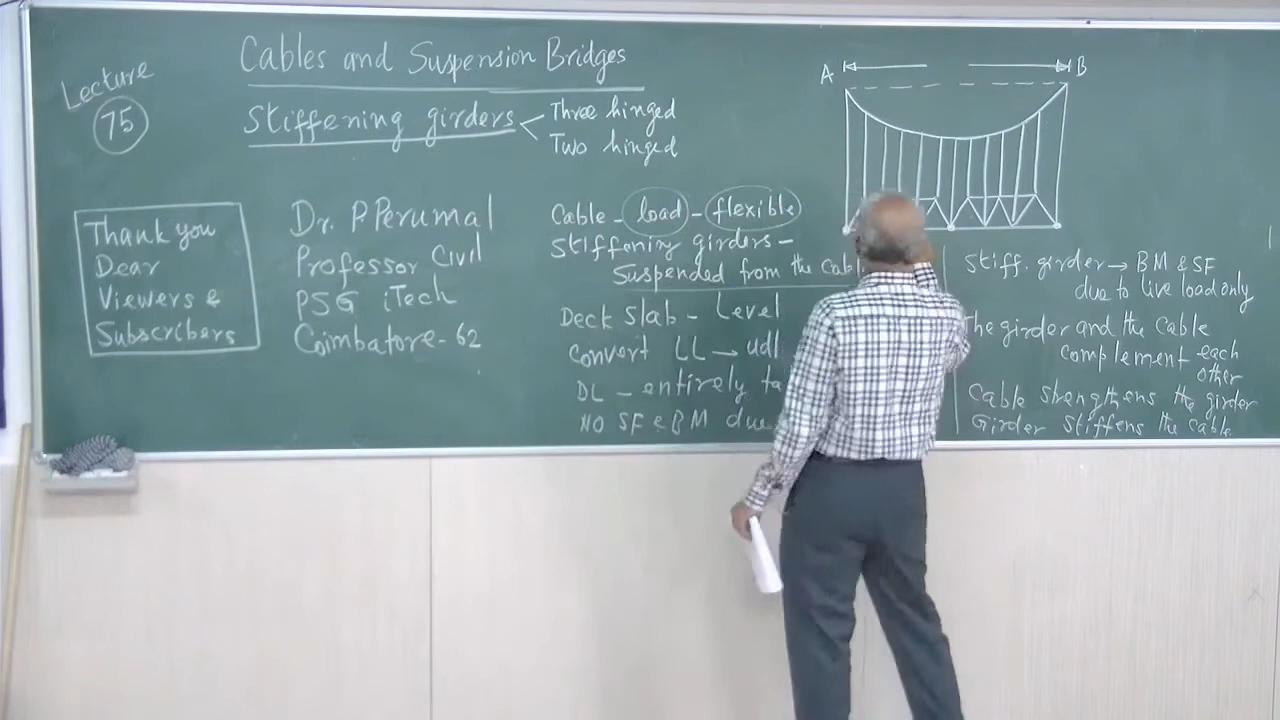 Lecture
75
Cables and Suspension Bridges
Stiffening girders
Three hinged
Two hinged
Thank you
Dear
Viewers &
Subscribers
Dr. P. Perumal
Professor Civil
PSG iTech
Coimbatore-62
Cable - load - flexible
Stiffening girders -
Suspended from the Cab
Deck Slab - Level
Convert LL → udl
DL - entirely ta
NO SF & BM due
A B
Stiff. girder → BM & SF
due to live load only
The girder and the Cable
Complement each
other
Cable strengthens the girder
Girder stiffens the Cable